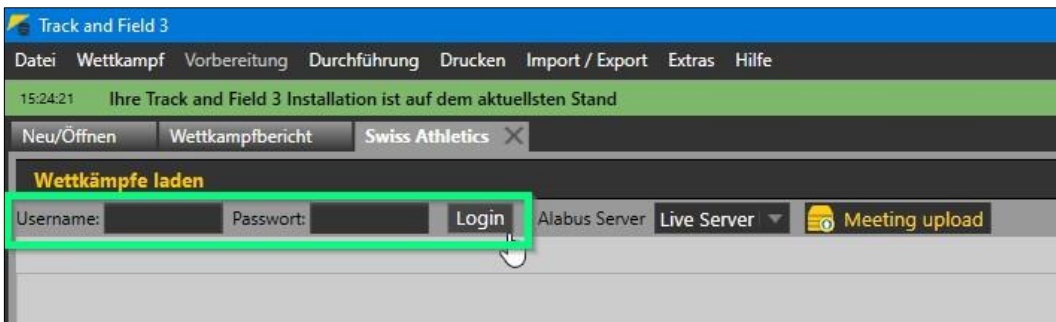 Track and Field 3
Datei Wettkampf Vorbereitung Durchführung Drucken Import / Export Extras Hilfe
15:24:21 Ihre Track and Field 3 Installation ist auf dem aktuellsten Stand
Neu/Öffnen Wettkampfbericht Swiss Athletics
Wettkämpfe laden
Username: Passwort: Login Alabus Server Live Server Meeting upload